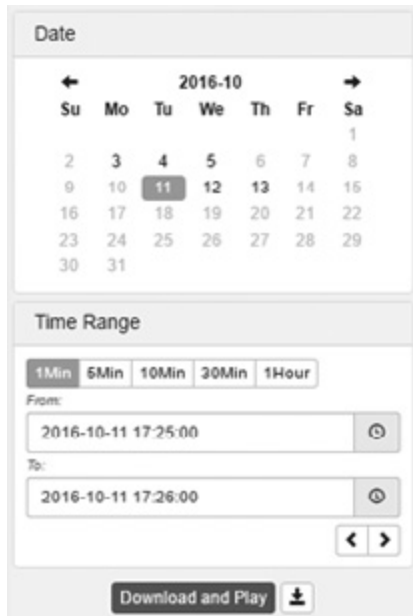 Date
2016-10
Su Mo Tu We Th Fr Sa
1
2 3 4 5 6 7 8
9 10 11 12 13 14 15
16 17 18 19 20 21 22
23 24 25 26 27 28 29
30 31
Time Range
1Min 5Min 10Min 30Min 1Hour
From:
2016-10-11 17:25:00
To:
2016-10-11 17:26:00
Download and Play